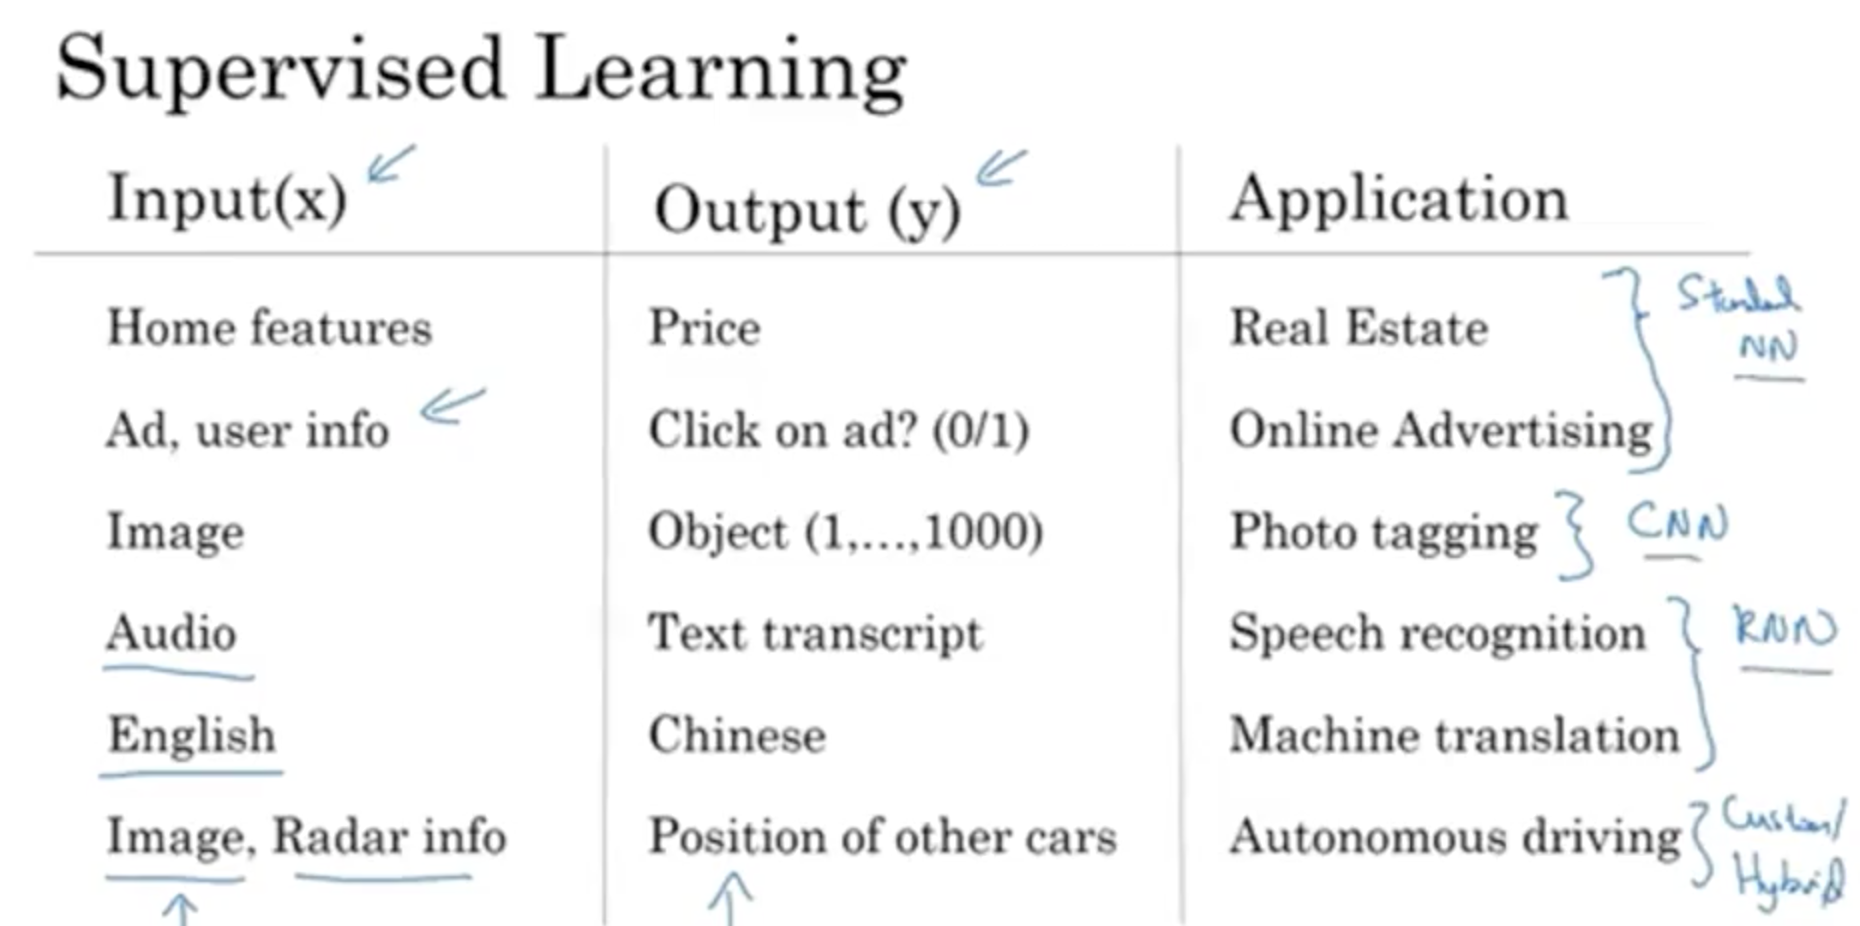 Supervised Learning
Input(x) Output (y) Application
Home features Price Real Estate Standard
NN
Ad, user info Click on ad? (0/1) Online Advertising
Image Object (1,...,1000) Photo tagging CNN
Audio Text transcript Speech recognition RNN
English Chinese Machine translation
Image, Radar info Position of other cars Autonomous driving Custom/
Hybrid